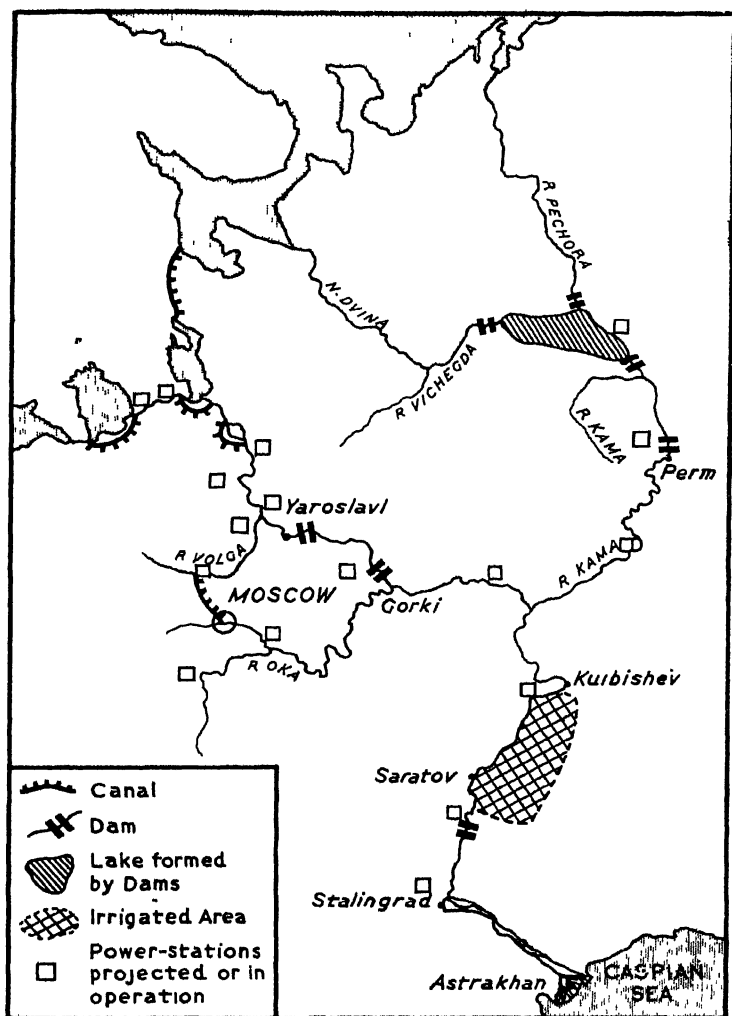 R PECHORA
N. DVINA
R VICHEGDA
R KAMA
Perm
Yaroslavl
R VOLGA
MOSCOW
Gorki
R KAMA
R OKA
Kuibishev
Saratov
Stalingrad
Astrakhan
CASPIAN
SEA
Canal
Dam
Lake formed
by Dams
Irrigated Area
Power-stations
projected or in
operation